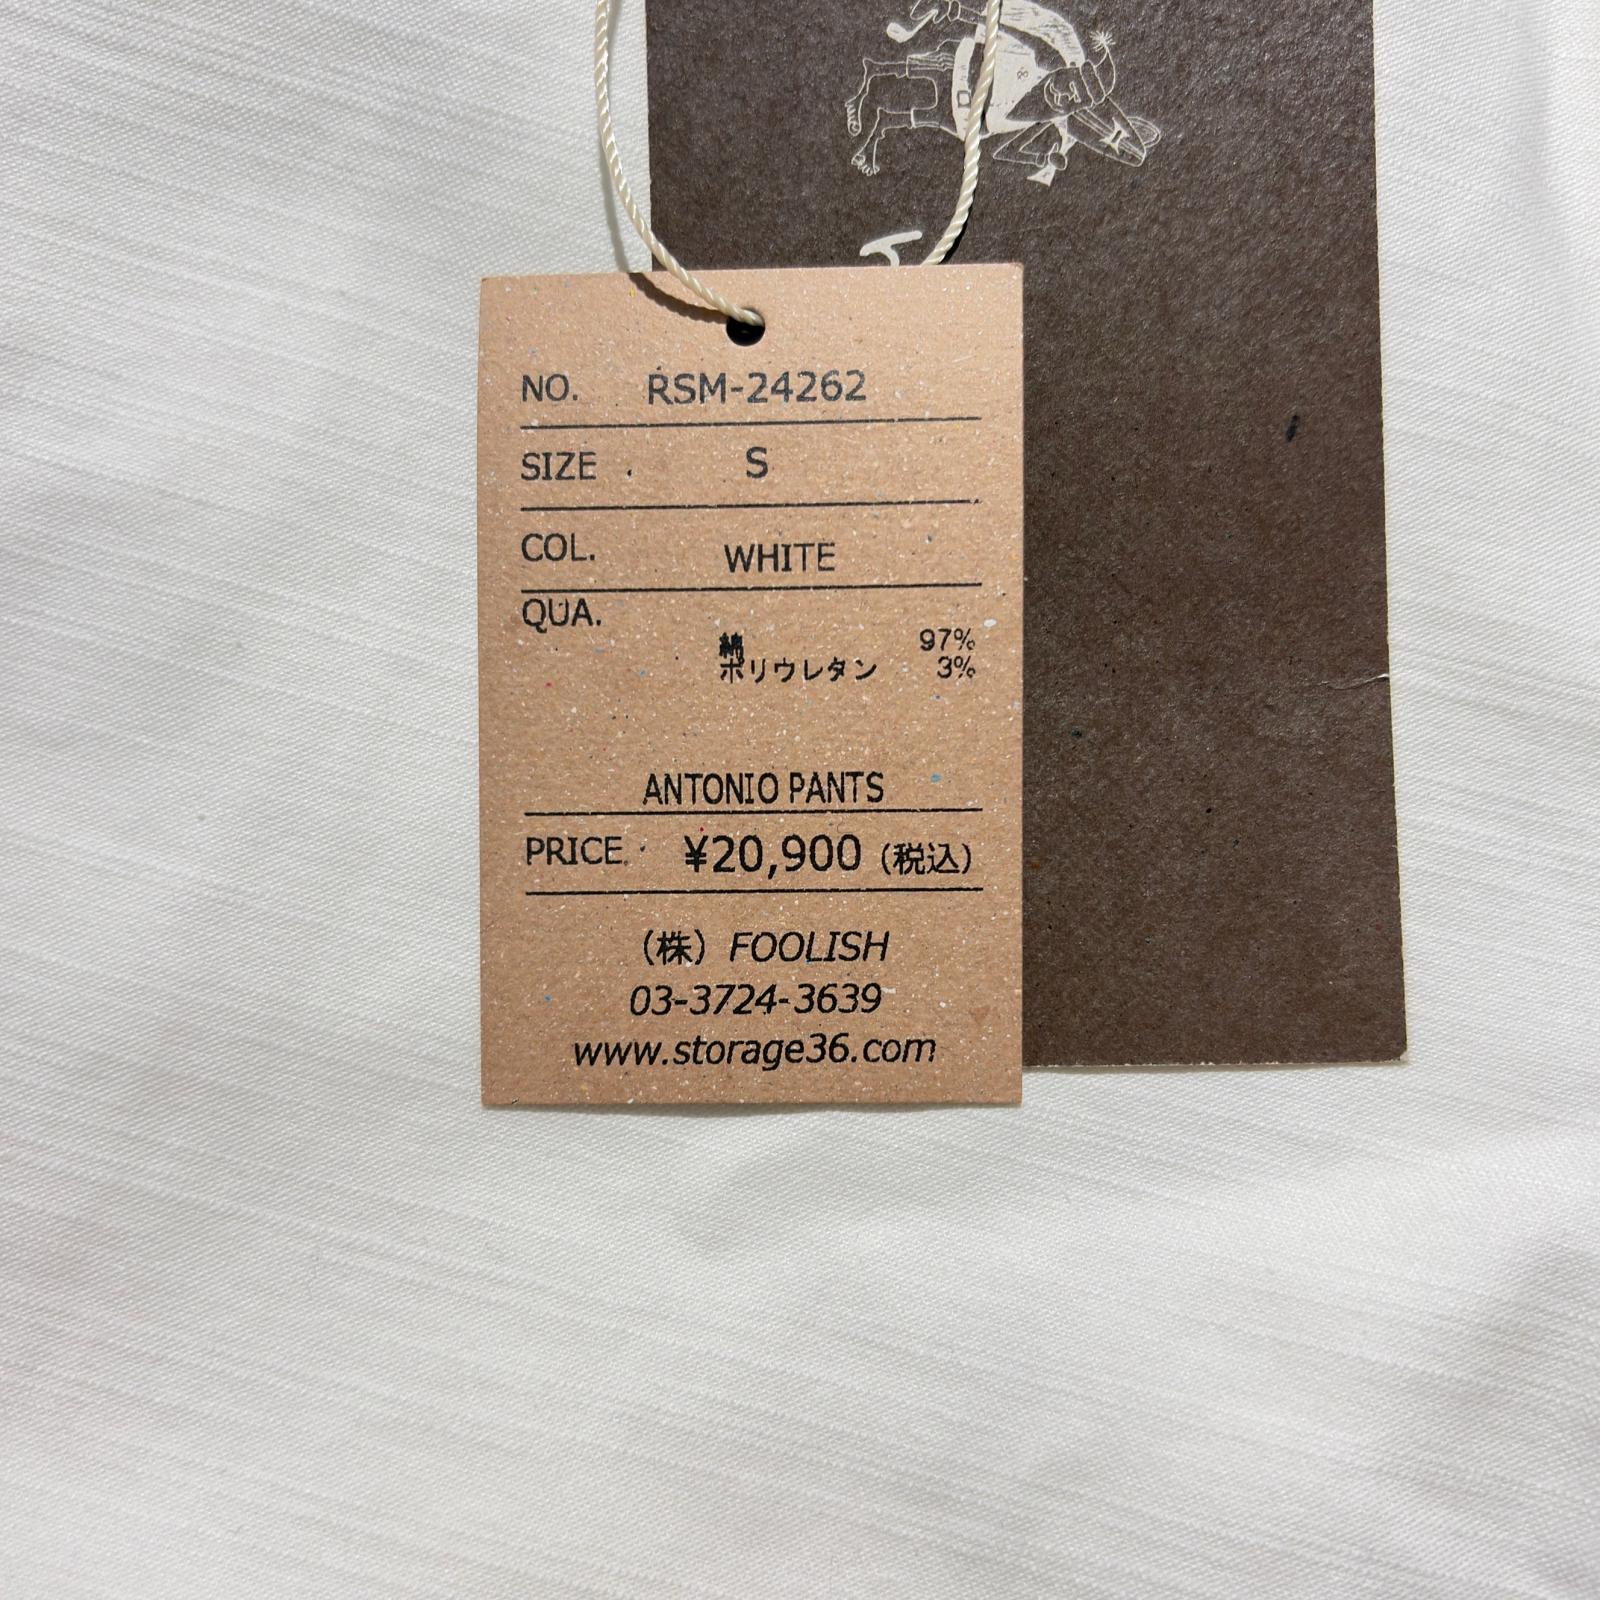 NO. RSM-24262
SIZE S
COL. WHITE
QUA.
綿 97%
ポリウレタン 3%
ANTONIO PANTS
PRICE ¥20,900 (税込)
(株) FOOLISH
03-3724-3639
www.storage36.com